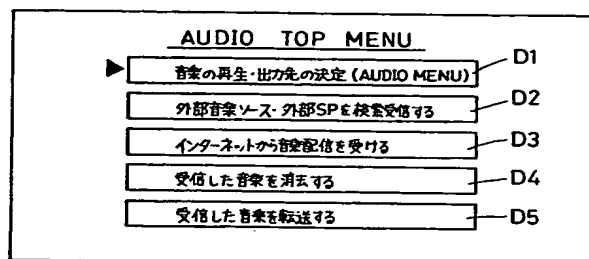 AUDIO TOP MENU
音楽の再生・出力先の決定(AUDIO MENU) D1
外部音楽ソース・外部SPを検索受信する D2
インターネットから音楽配信を受ける D3
受信した音楽を消去する D4
受信した音楽を転送する D5